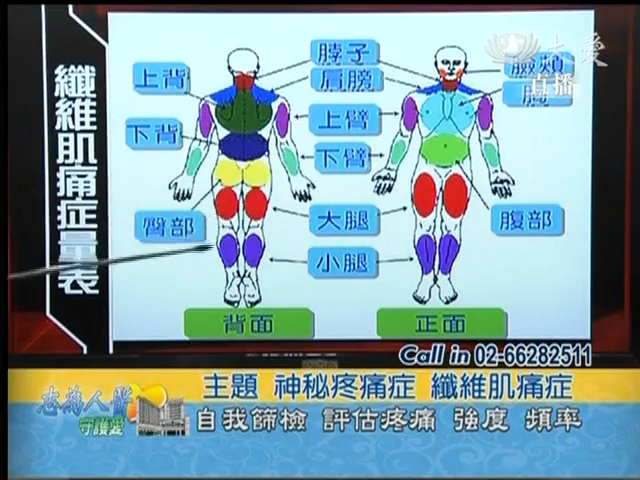 大愛
直播
纖維肌痛症量表
脖子
肩膀
上臂
下臂
大腿
小腿
上背
下背
臀部
臉頰
胸
腹部
背面
正面
Call in 02-66282511
主題 神秘疼痛症 纖維肌痛症
志為人醫
守護愛
自我篩檢 評估疼痛 強度 頻率